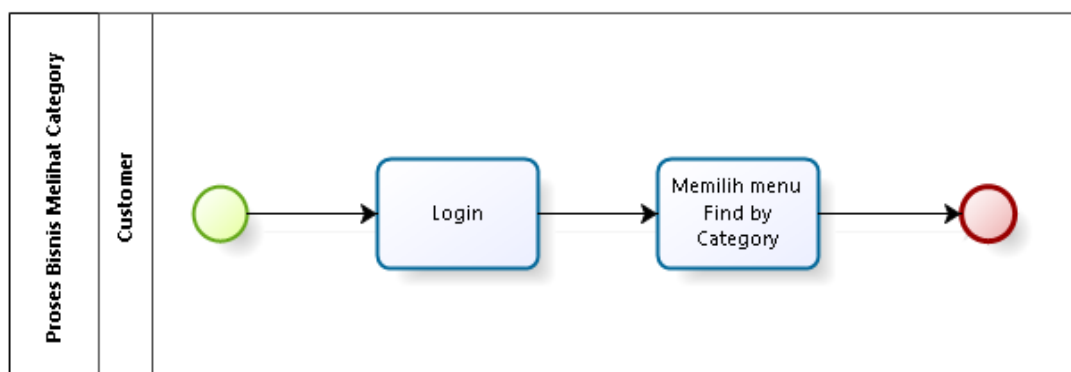 Proses Bisnis Melihat Category
Customer
Login
Memilih menu
Find by
Category